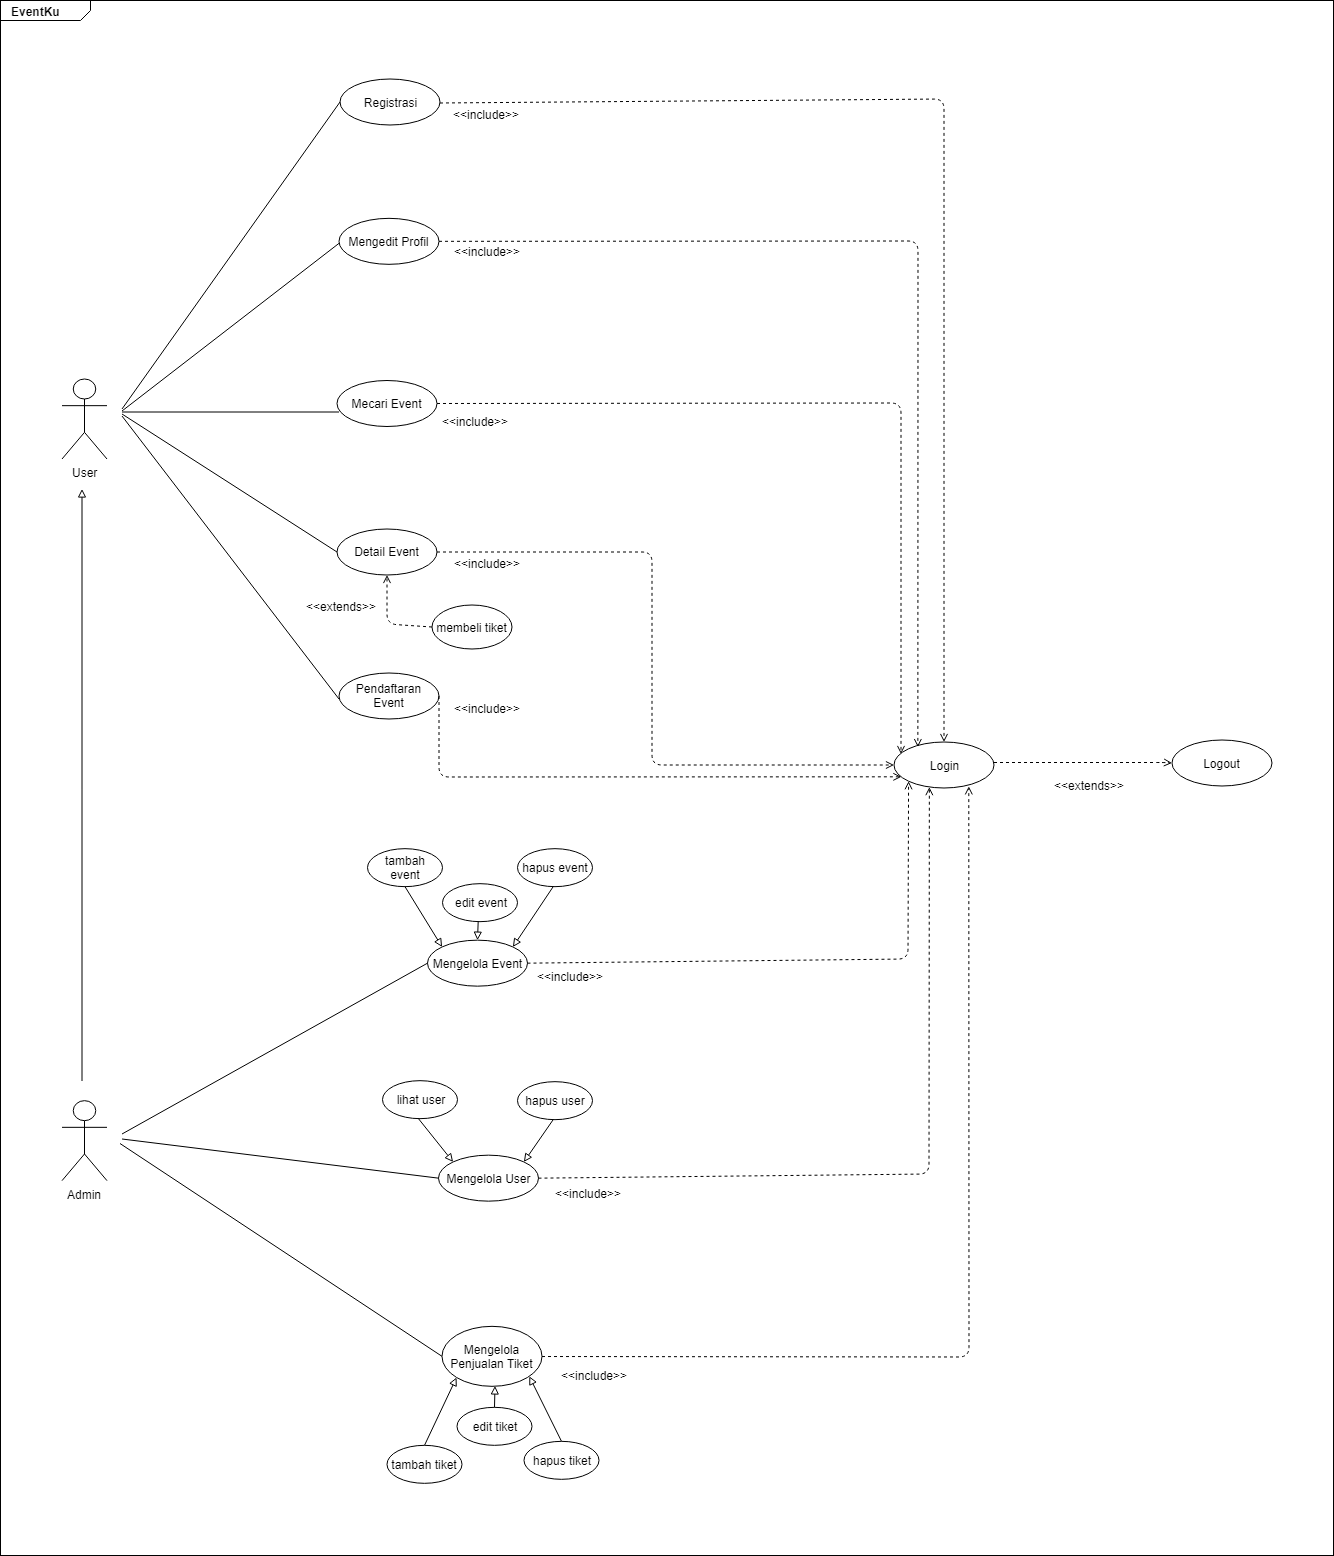 EventKu
Registrasi
<<include>>
Mengedit Profil
<<include>>
Mecari Event
<<include>>
User
Detail Event
<<include>>
<<extends>>
membeli tiket
Pendaftaran
Event
<<include>>
Login
Logout
<<extends>>
tambah
event
hapus event
edit event
Mengelola Event
<<include>>
lihat user
hapus user
Mengelola User
<<include>>
Admin
Mengelola
Penjualan Tiket
<<include>>
edit tiket
tambah tiket
hapus tiket